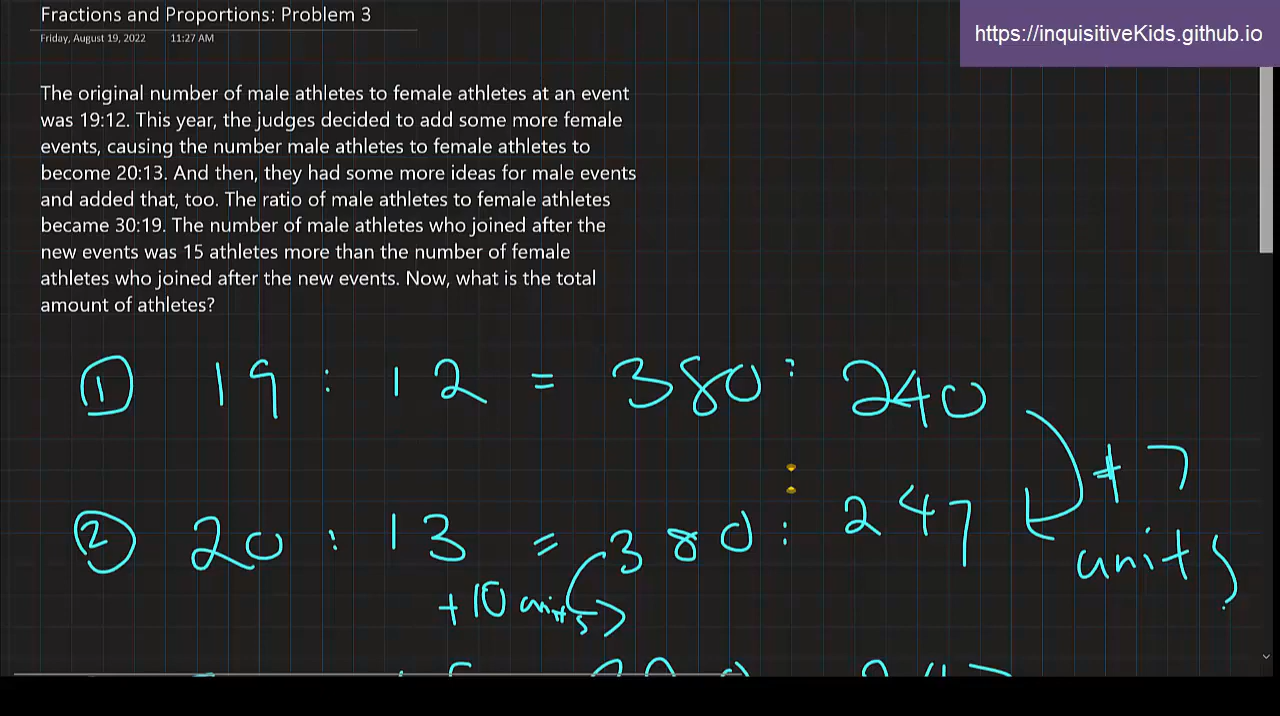 Fractions and Proportions: Problem 3
Friday, August 19, 2022 11:27 AM
https://inquisitiveKids.github.io
The original number of male athletes to female athletes at an event
was 19:12. This year, the judges decided to add some more female
events, causing the number male athletes to female athletes to
become 20:13. And then, they had some more ideas for male events
and added that, too. The ratio of male athletes to female athletes
became 30:19. The number of male athletes who joined after the
new events was 15 athletes more than the number of female
athletes who joined after the new events. Now, what is the total
amount of athletes?
① 19 : 12 = 380 : 240
+ 7
units
② 20 : 13 = 380 : 247
+ 10 units